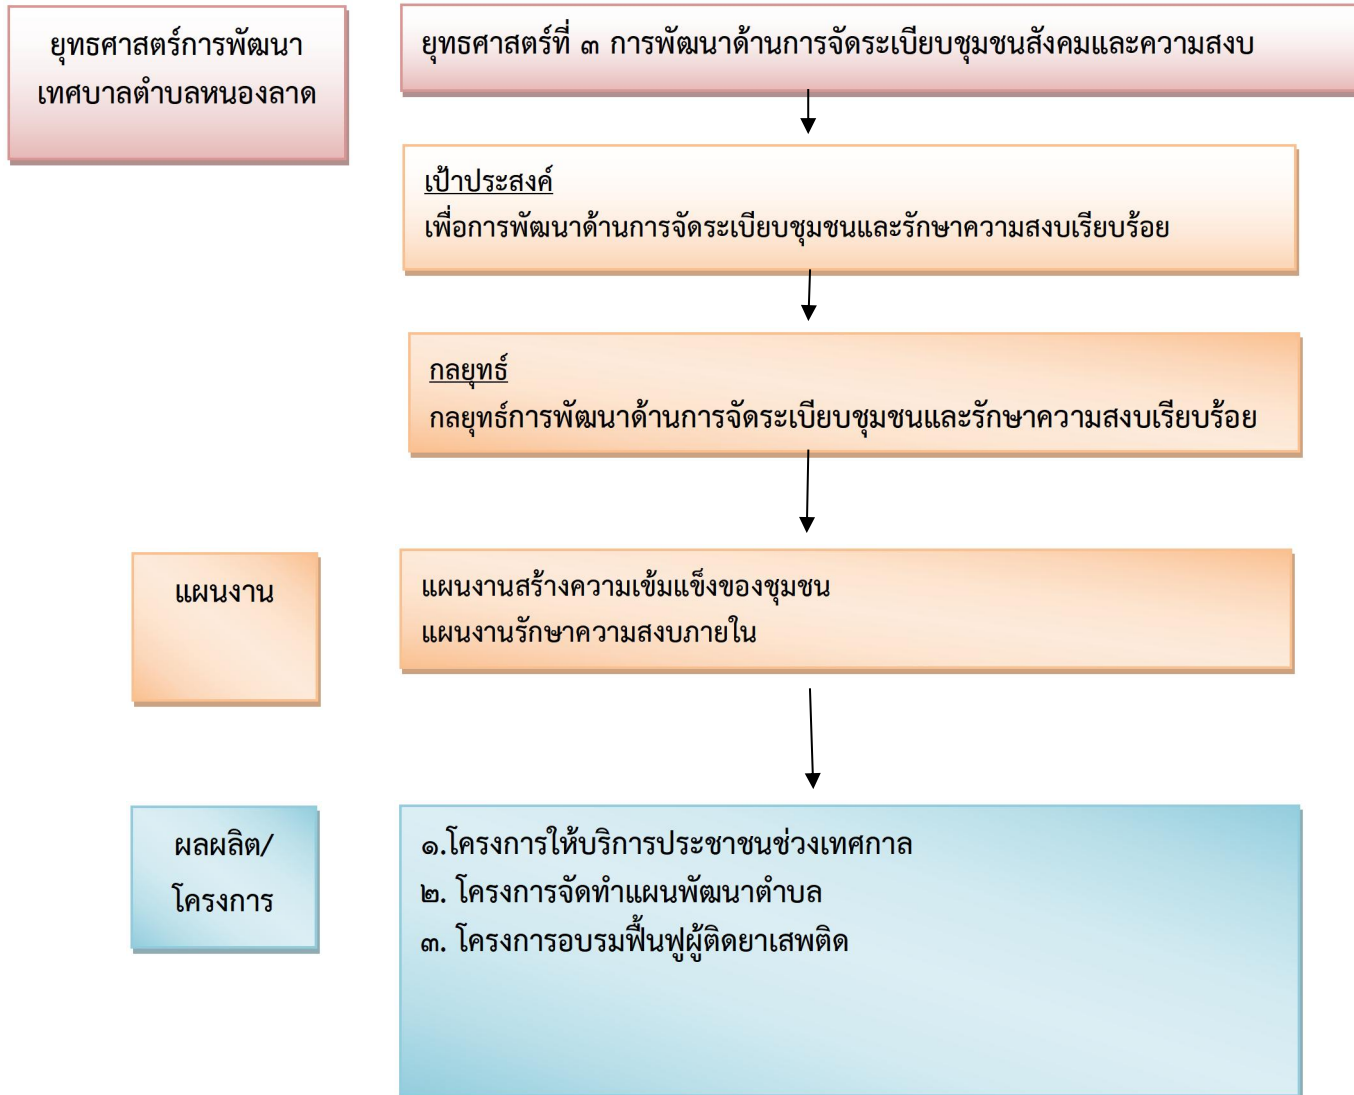 ยุทธศาสตร์การพัฒนา
เทศบาลตำบลหนองลาด
ยุทธศาสตร์ที่ ๓ การพัฒนาด้านการจัดระเบียบชุมชนสังคมและความสงบ
เป้าประสงค์
เพื่อการพัฒนาด้านการจัดระเบียบชุมชนและรักษาความสงบเรียบร้อย
กลยุทธ์
กลยุทธ์การพัฒนาด้านการจัดระเบียบชุมชนและรักษาความสงบเรียบร้อย
แผนงาน
แผนงานสร้างความเข้มแข็งของชุมชน
แผนงานรักษาความสงบภายใน
ผลผลิต/
โครงการ
๑.โครงการให้บริการประชาชนช่วงเทศกาล
๒. โครงการจัดทำแผนพัฒนาตำบล
๓. โครงการอบรมฟื้นฟูผู้ติดยาเสพติด